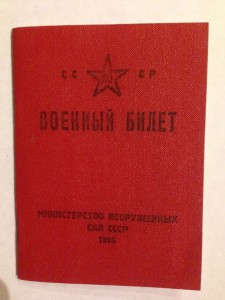 СС СР
ВОЕННЫЙ БИЛЕТ
МИНИСТЕРСТВО ВООРУЖЕННЫХ
СИЛ СССР